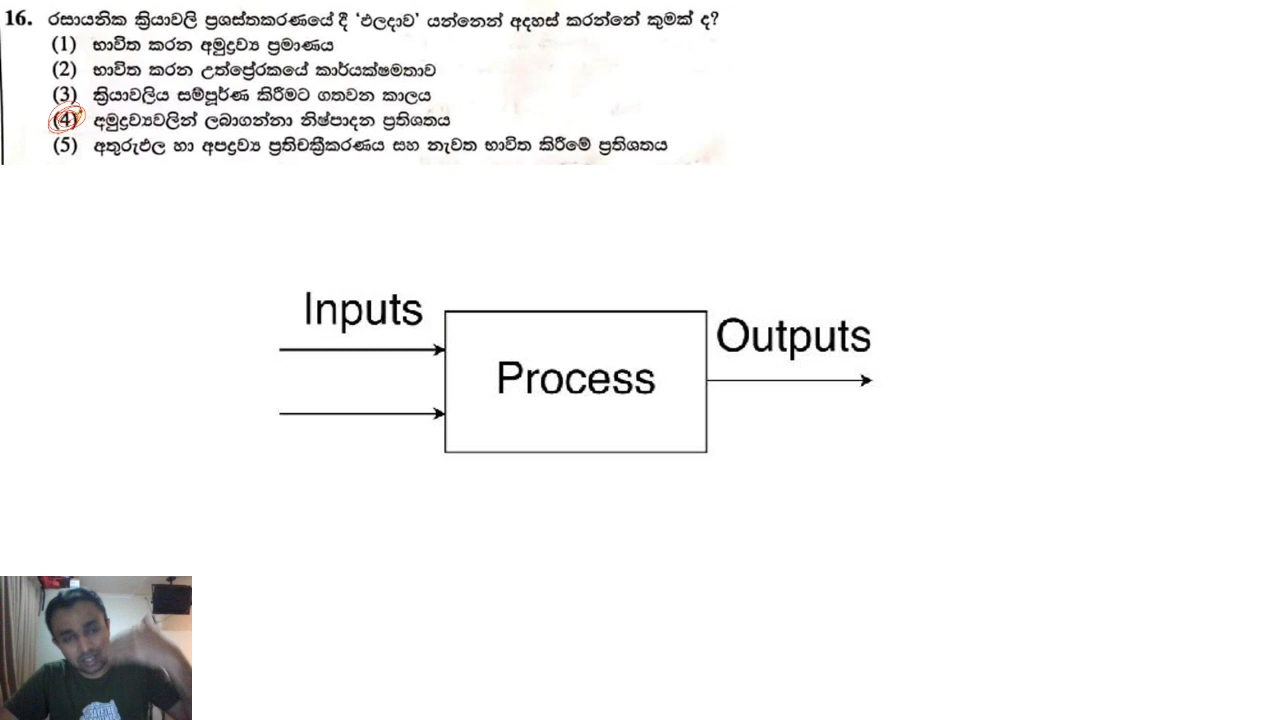 16. රසායනික ක්‍රියාවලි ප්‍රශස්තකරණයේ දී 'ඵලදාව' යන්නෙන් අදහස් කරන්නේ කුමක් ද?
(1) භාවිත කරන අමුද්‍රව්‍ය ප්‍රමාණය
(2) භාවිත කරන උත්ප්‍රේරකයේ කාර්යක්ෂමතාව
(3) ක්‍රියාවලිය සම්පූර්ණ කිරීමට ගතවන කාලය
(4) අමුද්‍රව්‍යවලින් ලබාගන්නා නිෂ්පාදන ප්‍රතිශතය
(5) අතුරුඵල හා අපද්‍රව්‍ය ප්‍රතිචක්‍රීකරණය සහ නැවත භාවිත කිරීමේ ප්‍රතිශතය
Inputs
Outputs
Process